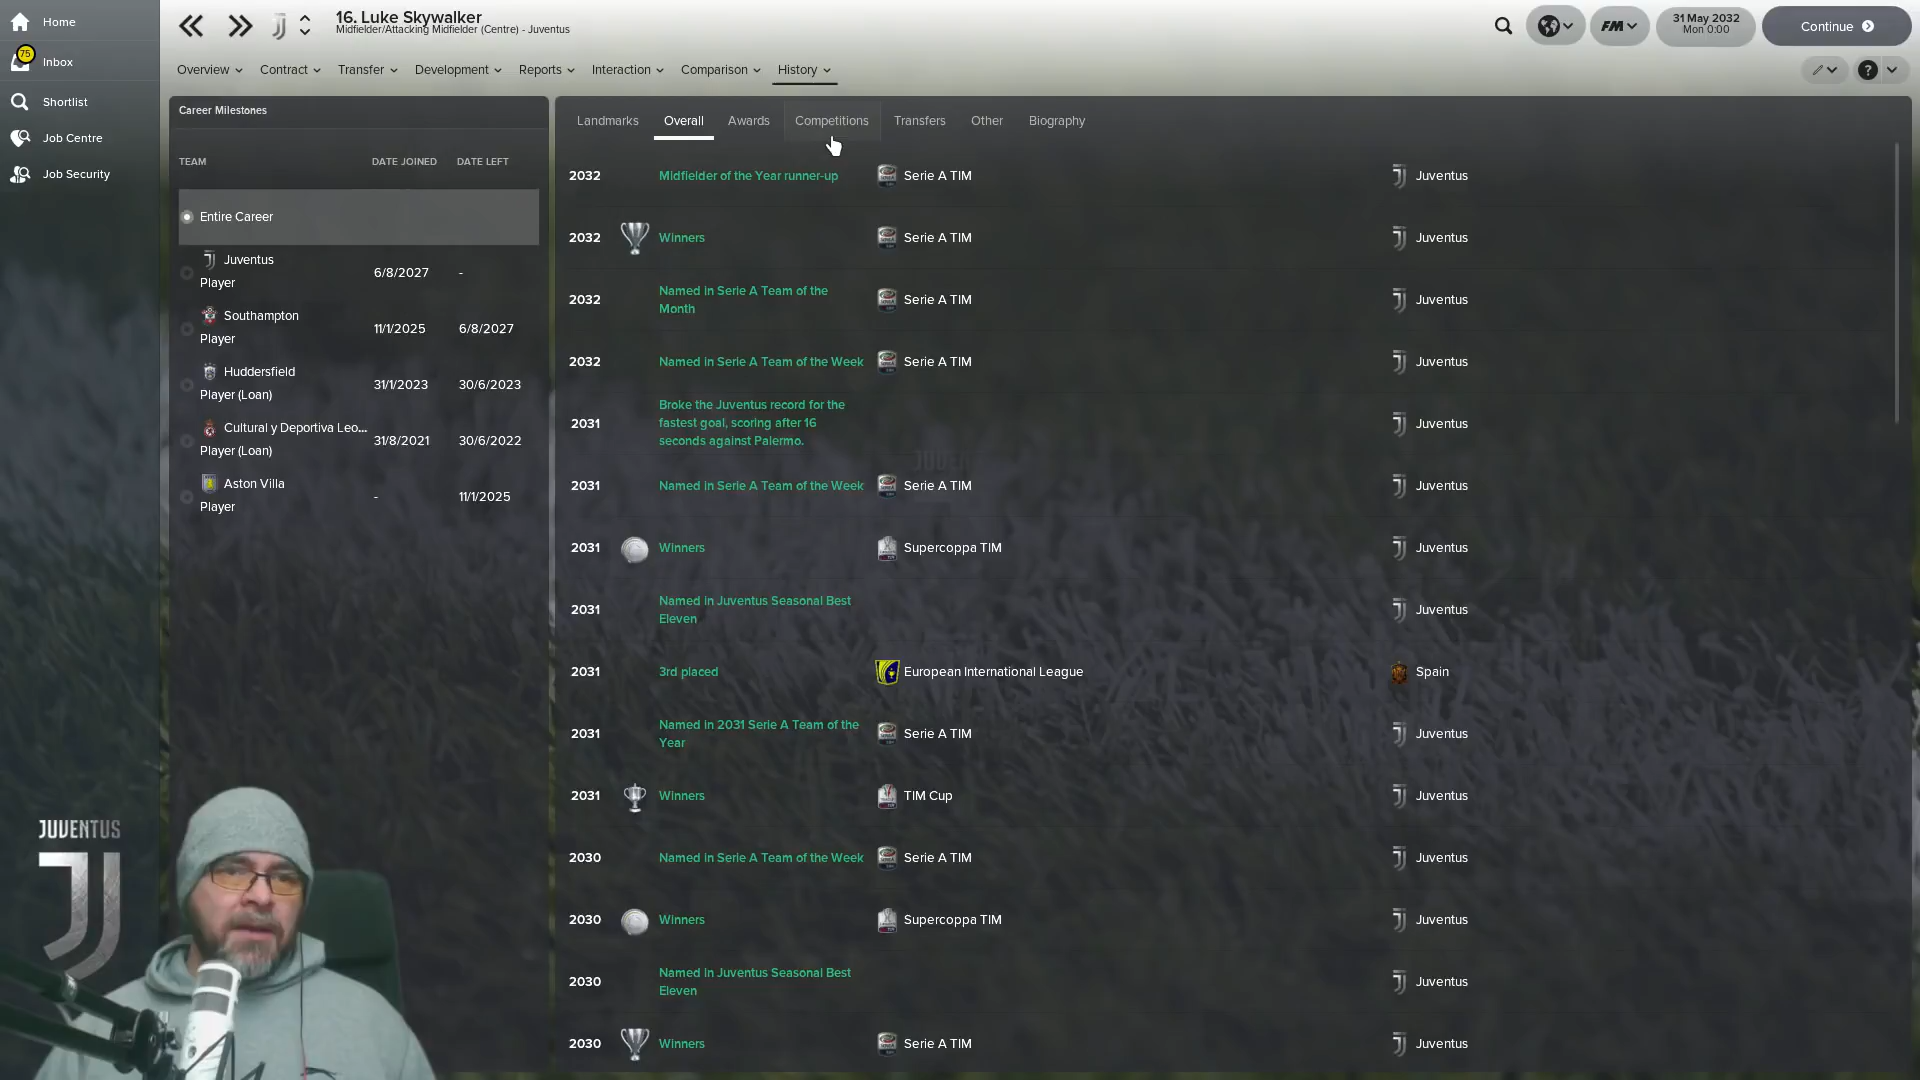 Home
75
Inbox
Shortlist
Job Centre
Job Security
16. Luke Skywalker
Midfielder/Attacking Midfielder (Centre) - Juventus
FM
31 May 2032
Mon 0:00
Continue
Overview
Contract
Transfer
Development
Reports
Interaction
Comparison
History
?
Career Milestones
TEAM DATE JOINED DATE LEFT
Entire Career
Juventus
Player
6/8/2027 -
Southampton
Player
11/1/2025 6/8/2027
Huddersfield
Player (Loan)
31/1/2023 30/6/2023
Cultural y Deportiva Leo...
Player (Loan)
31/8/2021 30/6/2022
Aston Villa
Player
- 11/1/2025
Landmarks Overall Awards Competitions Transfers Other Biography
2032 Midfielder of the Year runner-up Serie A TIM Juventus
2032 Winners Serie A TIM Juventus
2032 Named in Serie A Team of the
Month Serie A TIM Juventus
2032 Named in Serie A Team of the Week Serie A TIM Juventus
2031 Broke the Juventus record for the
fastest goal, scoring after 16
seconds against Palermo. Juventus
2031 Named in Serie A Team of the Week Serie A TIM Juventus
2031 Winners Supercoppa TIM Juventus
2031 Named in Juventus Seasonal Best
Eleven Juventus
2031 3rd placed European International League Spain
2031 Named in 2031 Serie A Team of the
Year Serie A TIM Juventus
2031 Winners TIM Cup Juventus
2030 Named in Serie A Team of the Week Serie A TIM Juventus
2030 Winners Supercoppa TIM Juventus
2030 Named in Juventus Seasonal Best
Eleven Juventus
2030 Winners Serie A TIM Juventus
JUVENTUS